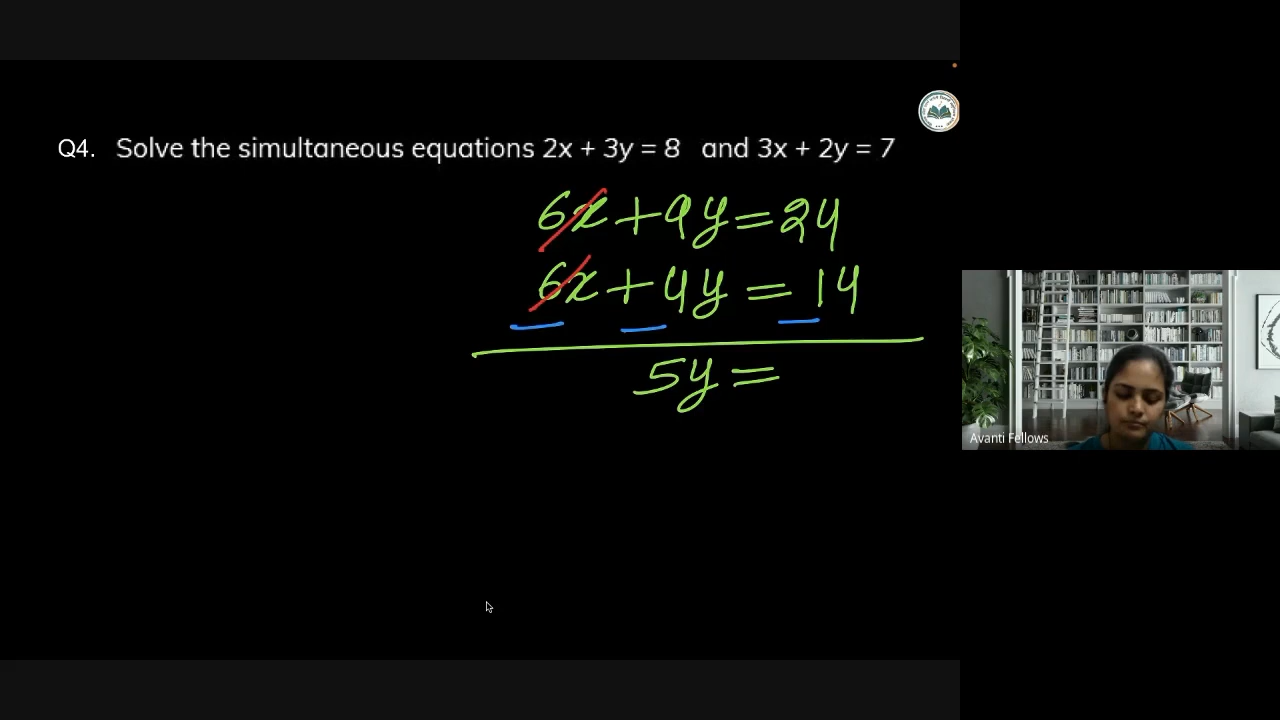 Q4. Solve the simultaneous equations 2x + 3y = 8 and 3x + 2y = 7
6x + 9y = 24
6x + 4y = 14
5y =
Avanti Fellows